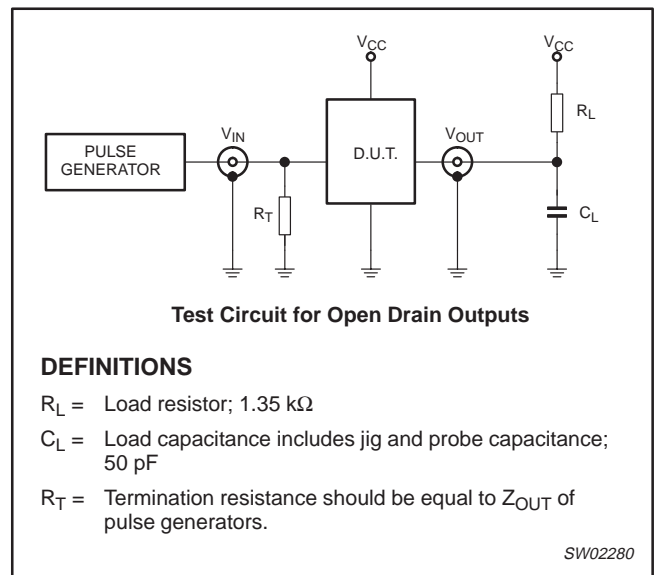 V_CC V_CC
R_L
V_IN V_OUT
PULSE
GENERATOR
D.U.T.
R_T
C_L
Test Circuit for Open Drain Outputs
DEFINITIONS
R_L = Load resistor; 1.35 kΩ
C_L = Load capacitance includes jig and probe capacitance;
50 pF
R_T = Termination resistance should be equal to Z_OUT of
pulse generators.
SW02280